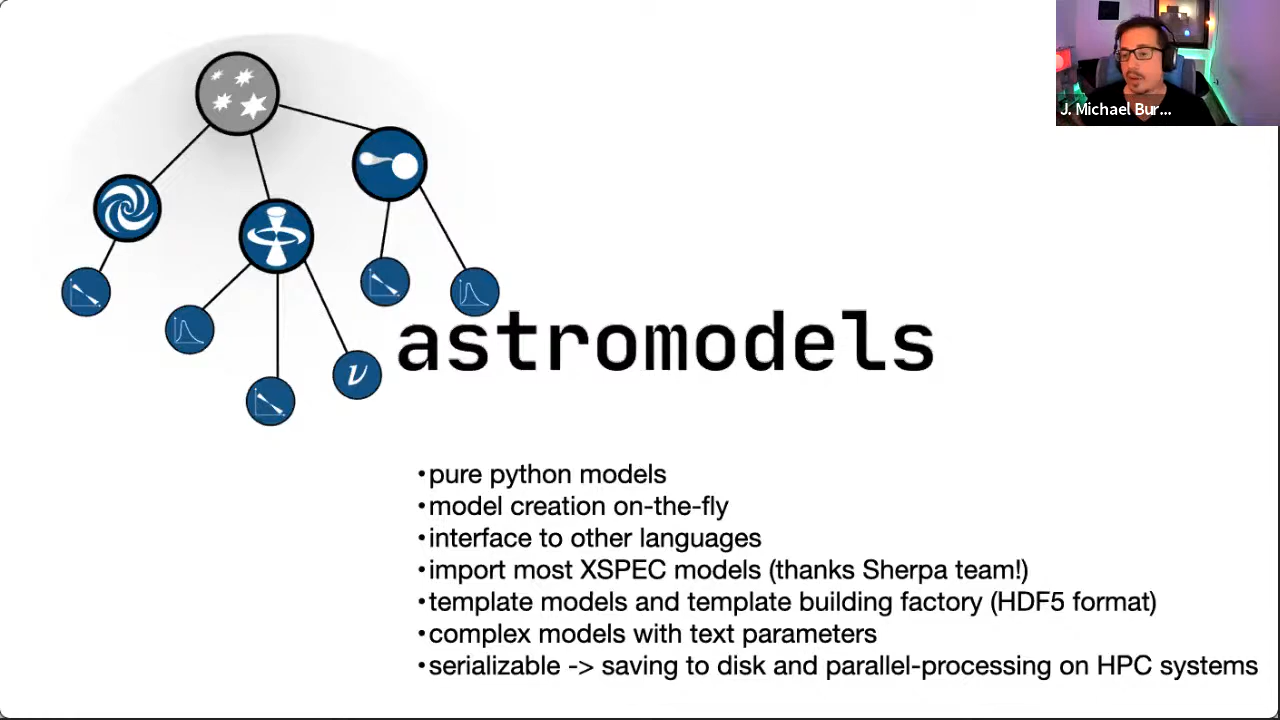 J. Michael Bur...
ν
astromodels
•pure python models
•model creation on-the-fly
•interface to other languages
•import most XSPEC models (thanks Sherpa team!)
•template models and template building factory (HDF5 format)
•complex models with text parameters
•serializable -> saving to disk and parallel-processing on HPC systems